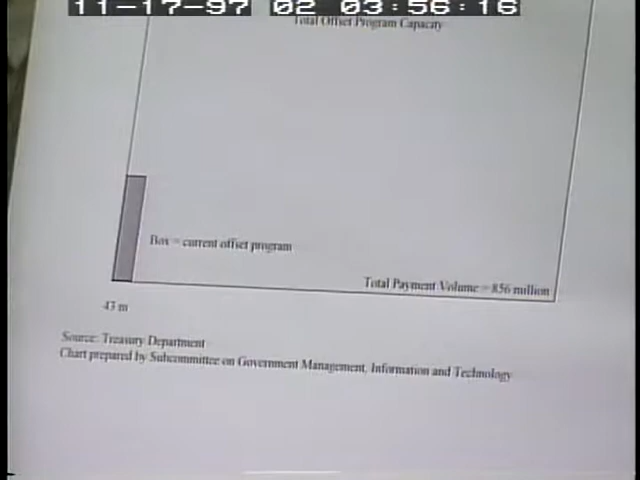 11-17-97 02 03:56:16
Total Offset Program Capacity
Box = current offset program
Total Payment Volume = 856 million
43 m
Source: Treasury Department
Chart prepared by Subcommittee on Government Management, Information and Technology